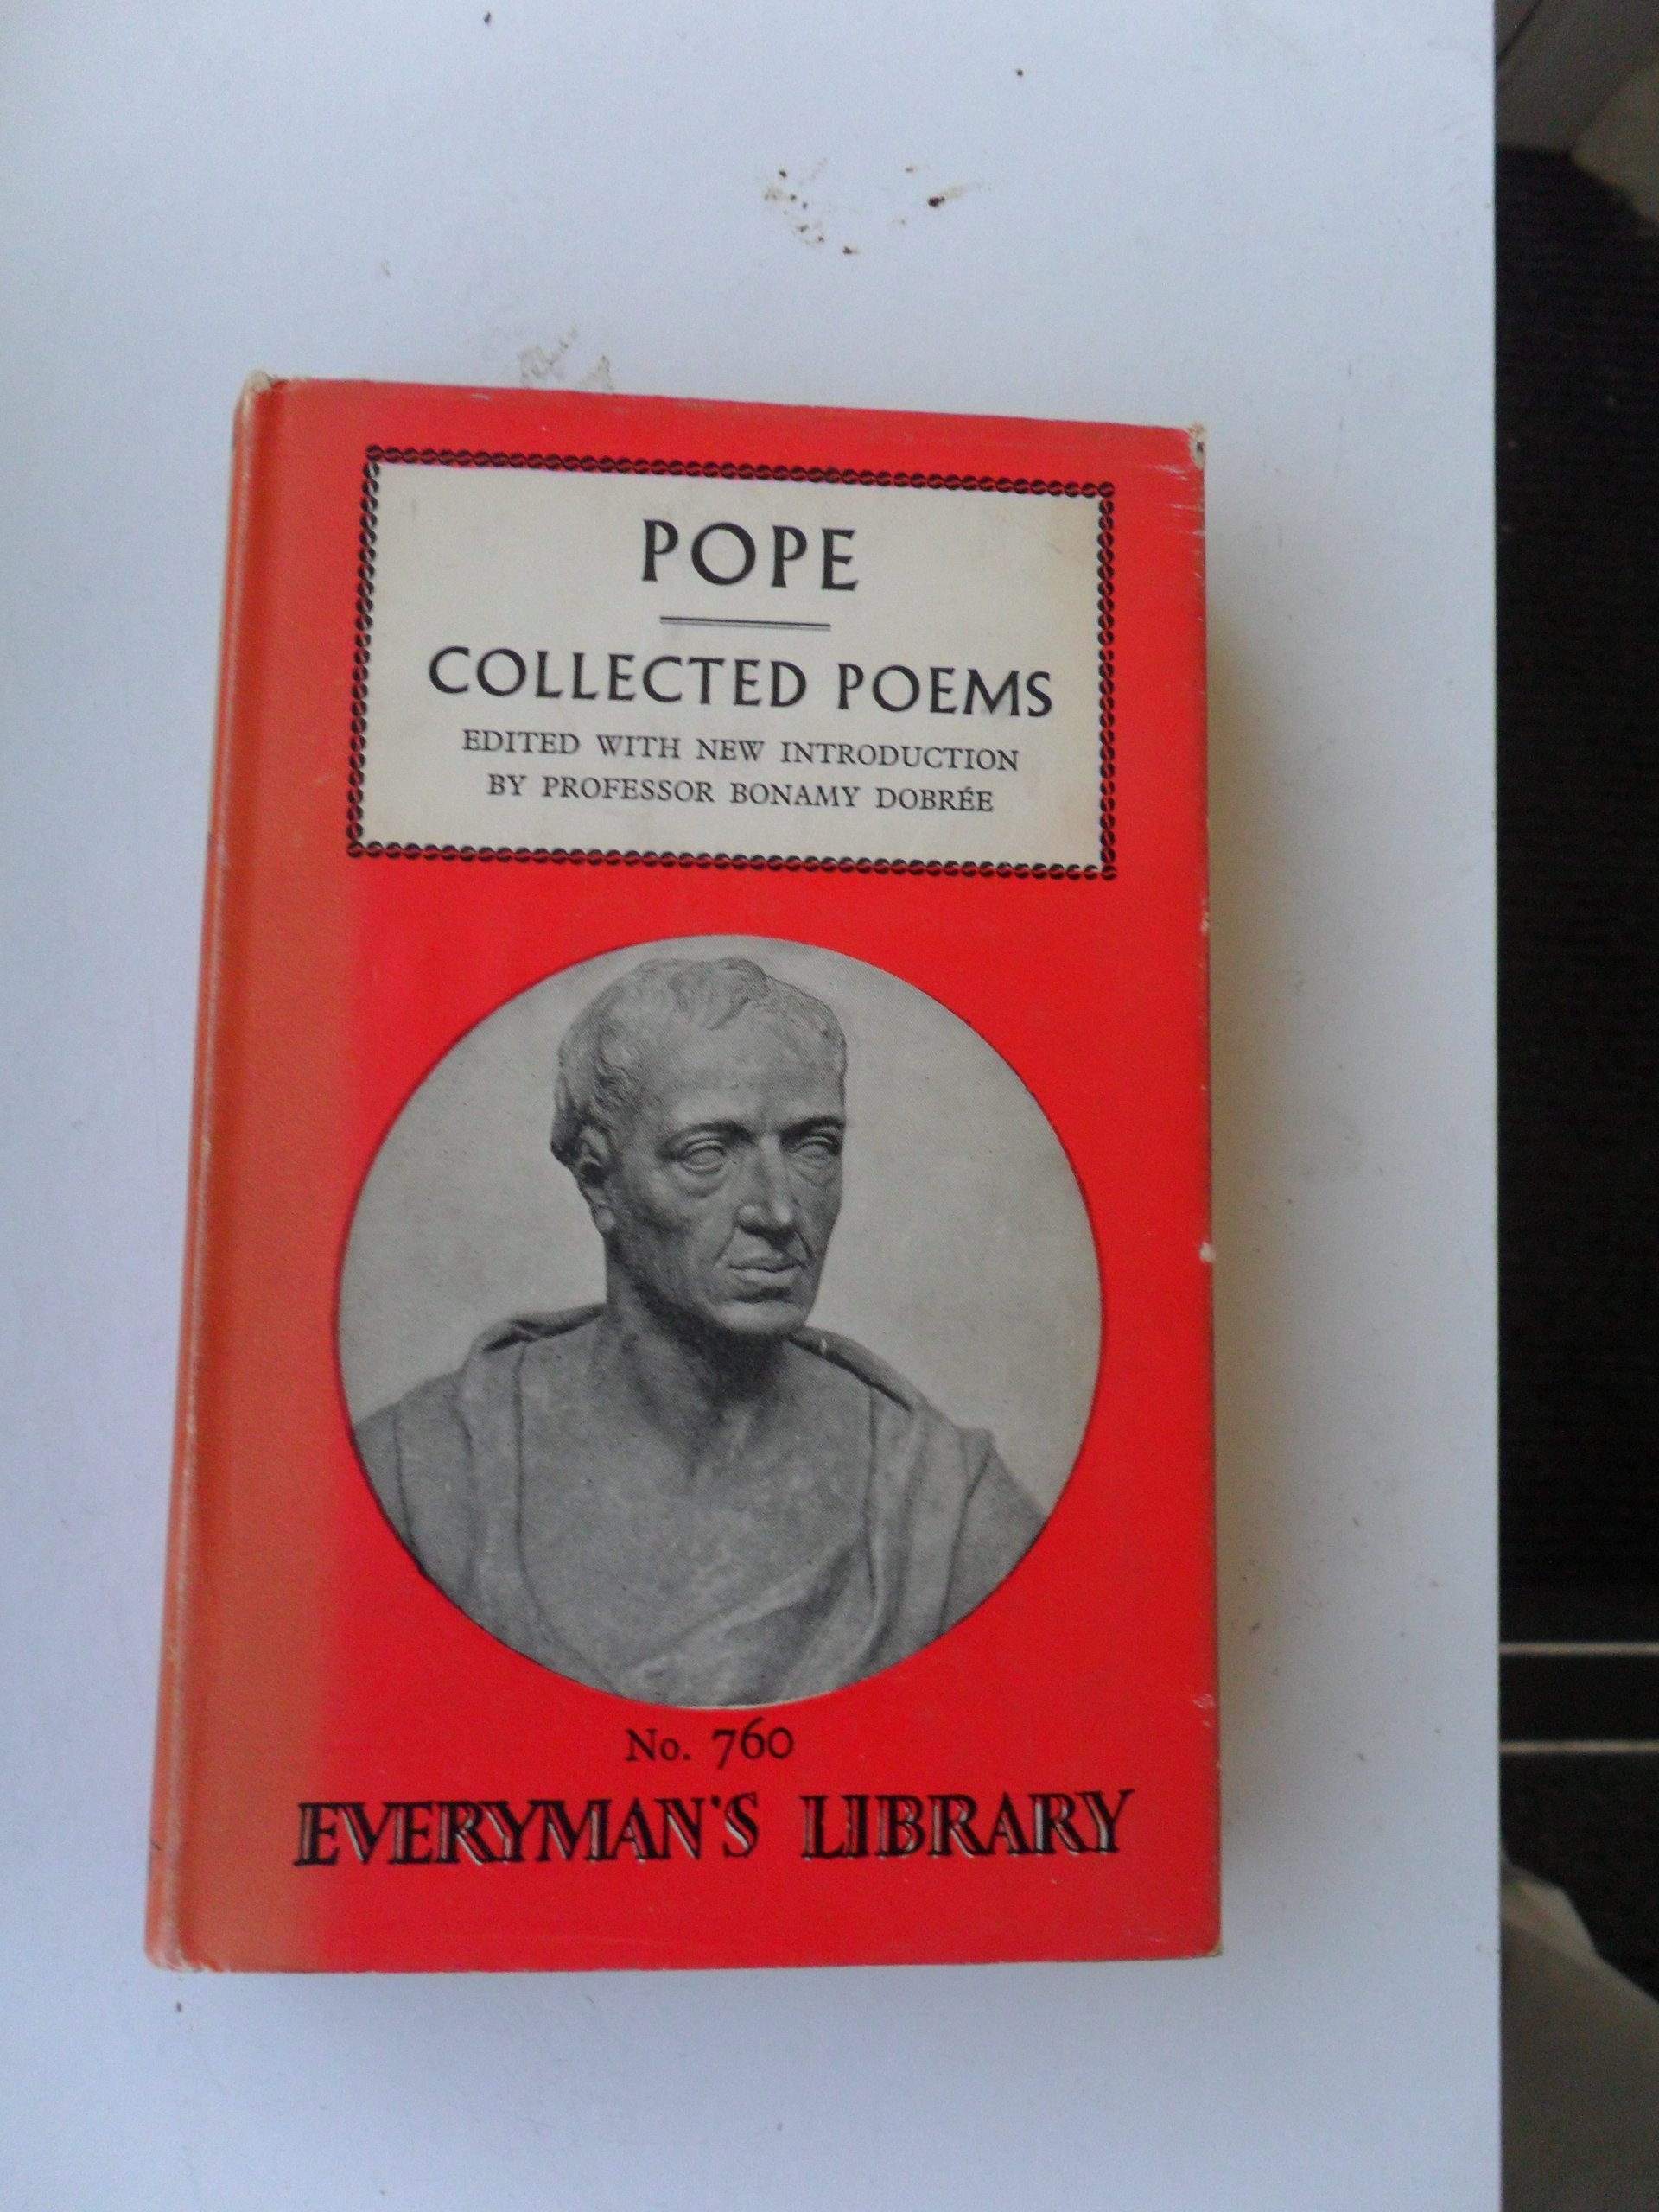 POPE
COLLECTED POEMS
EDITED WITH NEW INTRODUCTION
BY PROFESSOR BONAMY DOBRÉE
No. 760
EVERYMAN'S LIBRARY